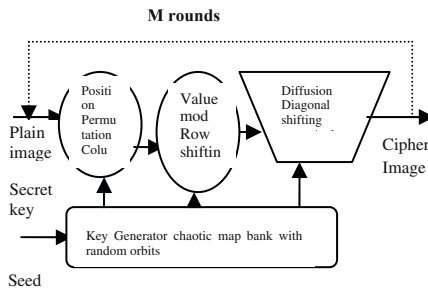 M rounds
Plain
image
Positi
on
Permu
tation
Colu
Value
mod
Row
shiftin
Diffusion
Diagonal
shifting
Cipher
Image
Secret
key
Key Generator chaotic map bank with
random orbits
Seed